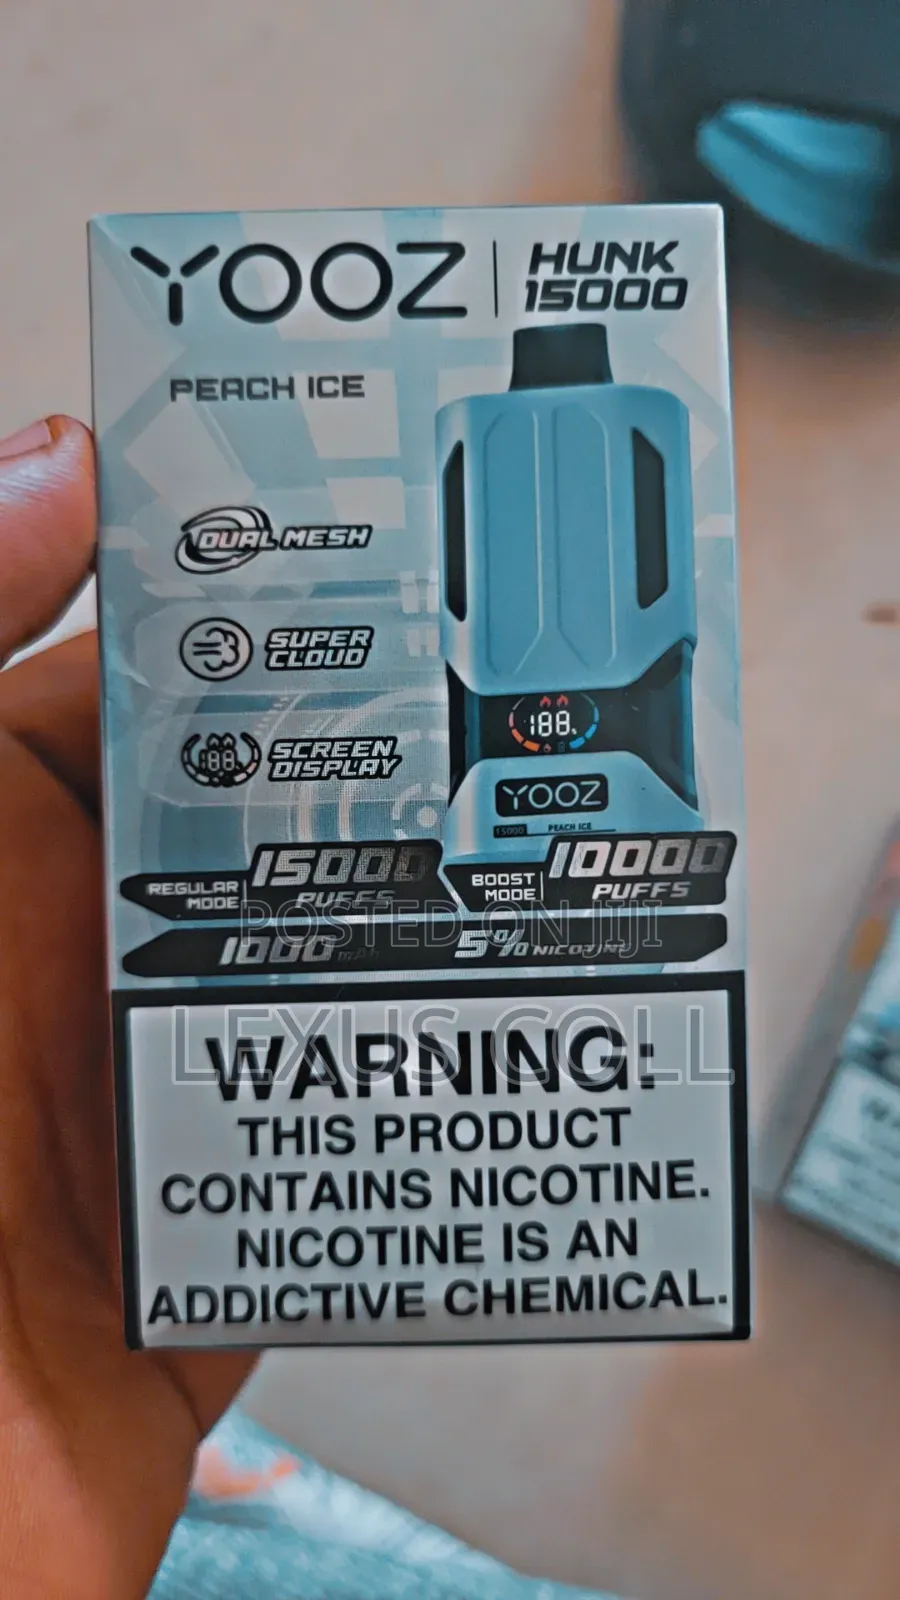 YOOZ
HUNK
15000
PEACH ICE
DUAL MESH
SUPER
CLOUD
188.
188
SCREEN
DISPLAY
YOOZ
15000 PEACH ICE
REGULAR
MODE
15000
PUFFS
BOOST
MODE
10000
PUFFS
1000 mAh
5% NICOTINE
POSTED ON JIJI
LEXUS COLL
WARNING:
THIS PRODUCT
CONTAINS NICOTINE.
NICOTINE IS AN
ADDICTIVE CHEMICAL.